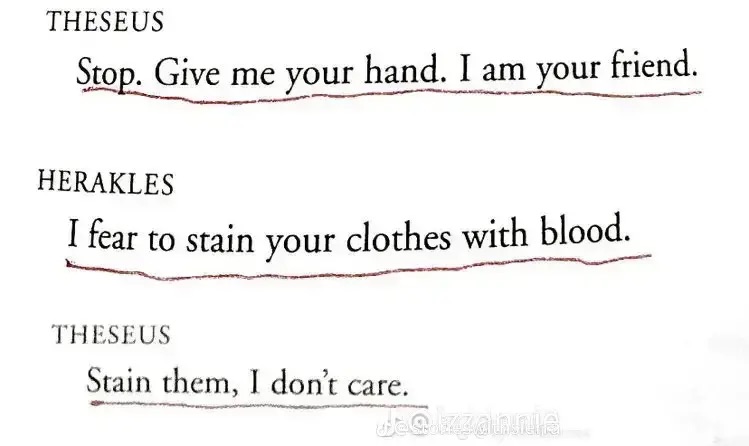 THESEUS
Stop. Give me your hand. I am your friend.
HERAKLES
I fear to stain your clothes with blood.
THESEUS
Stain them, I don't care.